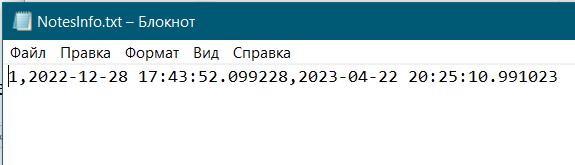 NotesInfo.txt – Блокнот
Файл Правка Формат Вид Справка
1,2022-12-28 17:43:52.099228,2023-04-22 20:25:10.991023